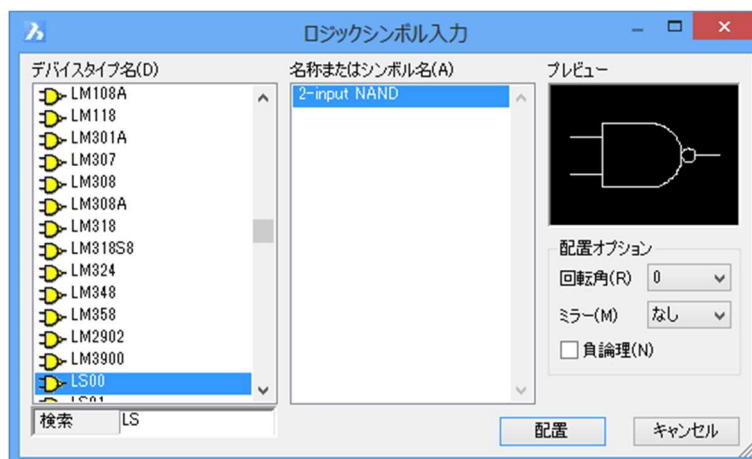 ロジックシンボル入力
デバイスタイプ名(D)
LM108A
LM118
LM301A
LM307
LM308
LM308A
LM318
LM318S8
LM324
LM348
LM358
LM2902
LM3900
LS00
検索
LS
名称またはシンボル名(A)
2-input NAND
プレビュー
配置オプション
回転角(R) 0
ミラー(M) なし
負論理(N)
配置
キャンセル